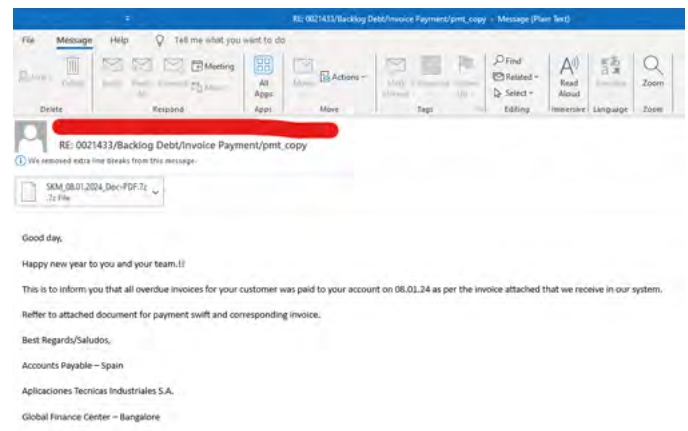 RE: 0021433/Backlog Debt/Invoice Payment/pmt_copy - Message (Plain Text)
File Message Help Tell me what you want to do
Meeting
All Apps
Actions
Find
Related
Select
Read Aloud
Zoom
Delete Respond Apps Move Tags Editing Immersive Language Zoom
RE: 0021433/Backlog Debt/Invoice Payment/pmt_copy
We removed extra line breaks from this message.
SKM_08.01.2024_Doc-PDF.7z
.7z File
Good day,
Happy new year to you and your team.!!
This is to inform you that all overdue invoices for your customer was paid to your account on 08.01.24 as per the invoice attached that we receive in our system.
Reffer to attached document for payment swift and corresponding invoice.
Best Regards/Saludos,
Accounts Payable – Spain
Aplicaciones Tecnicas Industriales S.A.
Global Finance Center – Bangalore